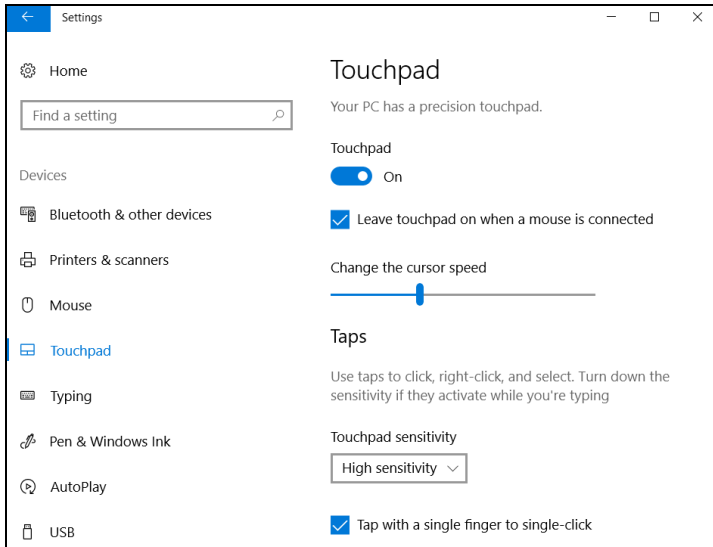 Settings
Home
Find a setting
Devices
Bluetooth & other devices
Printers & scanners
Mouse
Touchpad
Typing
Pen & Windows Ink
AutoPlay
USB
Touchpad
Your PC has a precision touchpad.
Touchpad
On
Leave touchpad on when a mouse is connected
Change the cursor speed
Taps
Use taps to click, right-click, and select. Turn down the
sensitivity if they activate while you're typing
Touchpad sensitivity
High sensitivity
Tap with a single finger to single-click